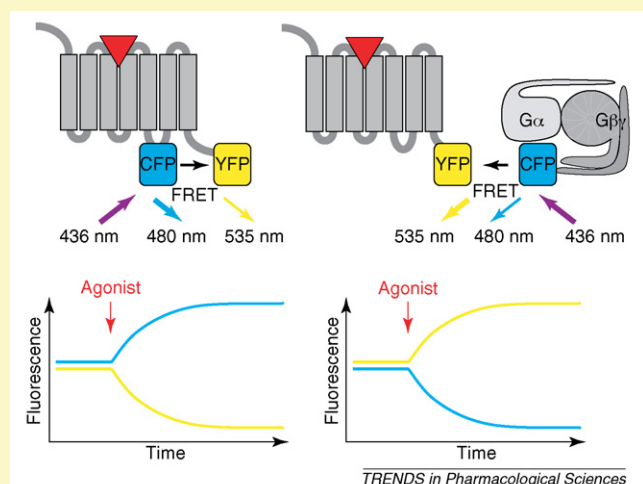 Gα Gβγ
CFP YFP YFP CFP
FRET FRET
436 nm 480 nm 535 nm 535 nm 480 nm 436 nm
Agonist Agonist
Fluorescence Fluorescence
Time Time
TRENDS in Pharmacological Sciences